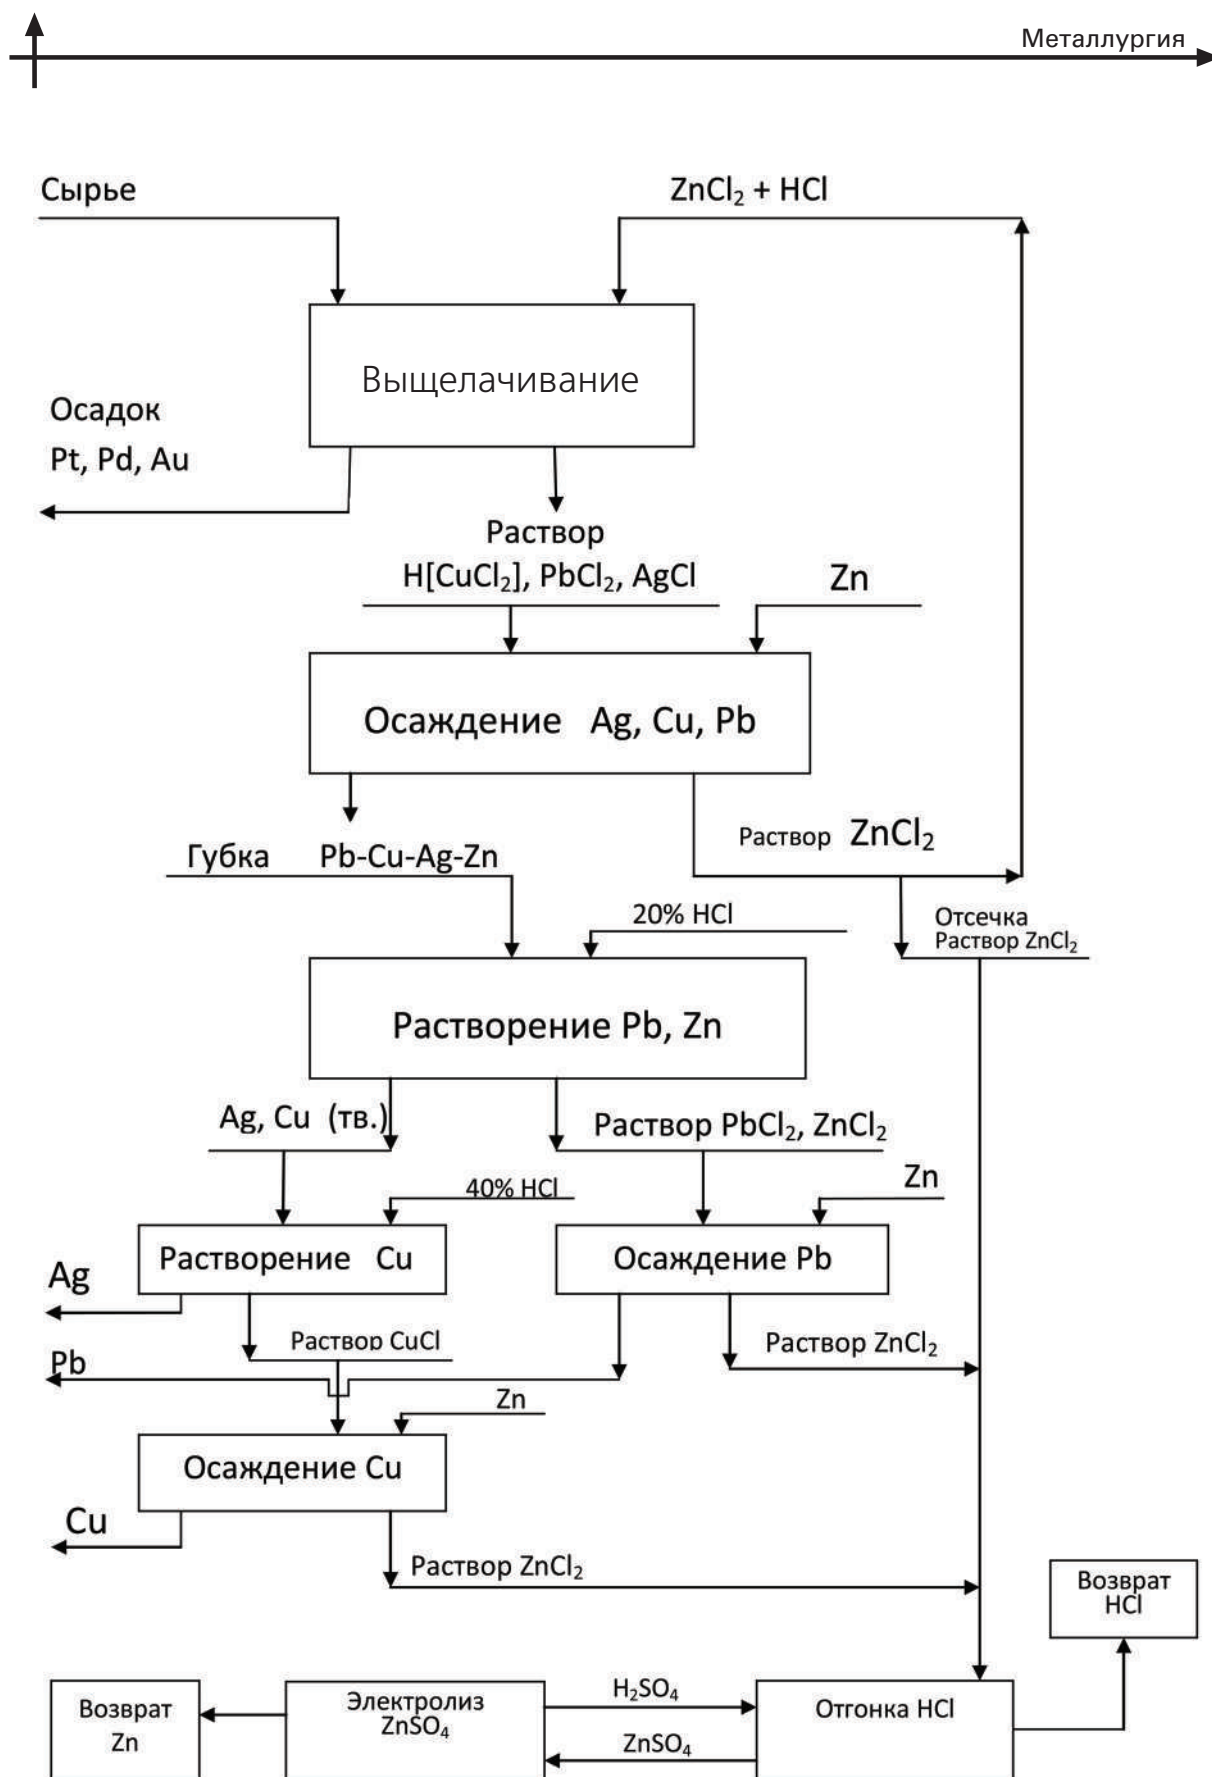 Металлургия
Сырье
ZnCl₂ + HCl
Выщелачивание
Осадок
Pt, Pd, Au
Раствор
H[CuCl₂], PbCl₂, AgCl
Zn
Осаждение Ag, Cu, Pb
Раствор ZnCl₂
Губка Pb-Cu-Ag-Zn
20% HCl
Отсечка
Раствор ZnCl₂
Растворение Pb, Zn
Ag, Cu (тв.)
Раствор PbCl₂, ZnCl₂
40% HCl
Zn
Растворение Cu
Осаждение Pb
Ag
Раствор CuCl
Раствор ZnCl₂
Pb
Zn
Осаждение Cu
Cu
Раствор ZnCl₂
Возврат
HCl
Возврат
Zn
Электролиз
ZnSO₄
H₂SO₄
ZnSO₄
Отгонка HCl